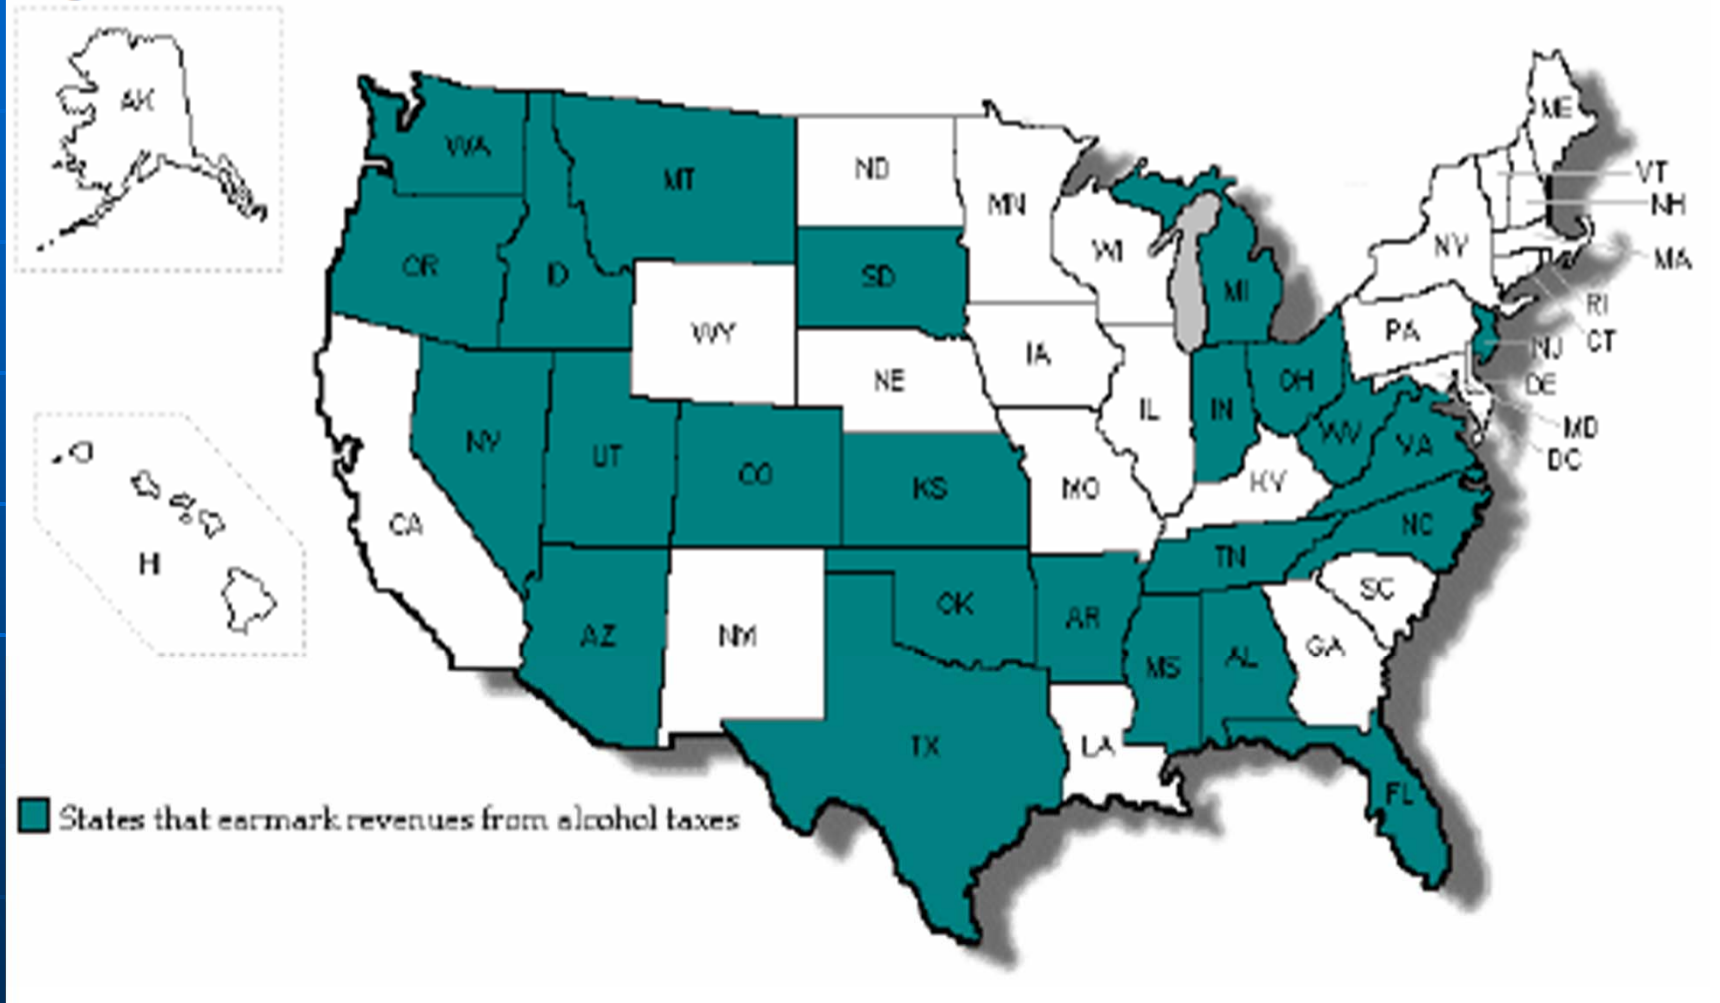 AK
WA
MT
ND
MN
ME
VT
NH
MA
RI
CT
NJ
DE
MD
DC
OR
ID
SD
WI
MI
NY
PA
WY
NE
IA
IL
IN
OH
WV
VA
NV
UT
CO
KS
MO
KY
CA
H
AZ
NM
OK
AR
TN
NC
SC
MS
AL
GA
TX
LA
FL
States that earmark revenues from alcohol taxes